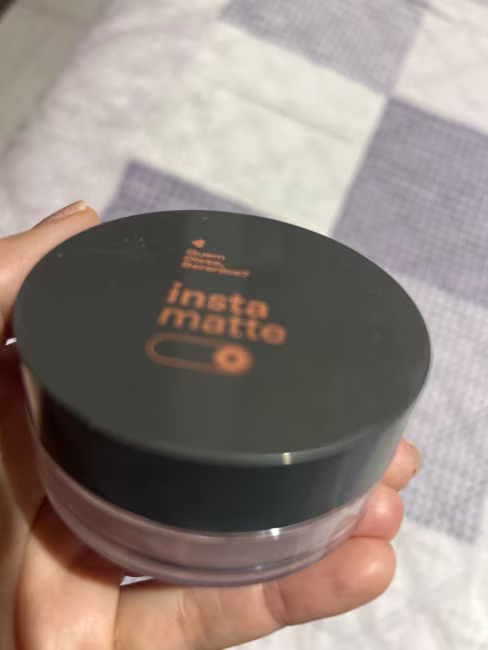 Quem
Disse,
Berenice?
insta
matte